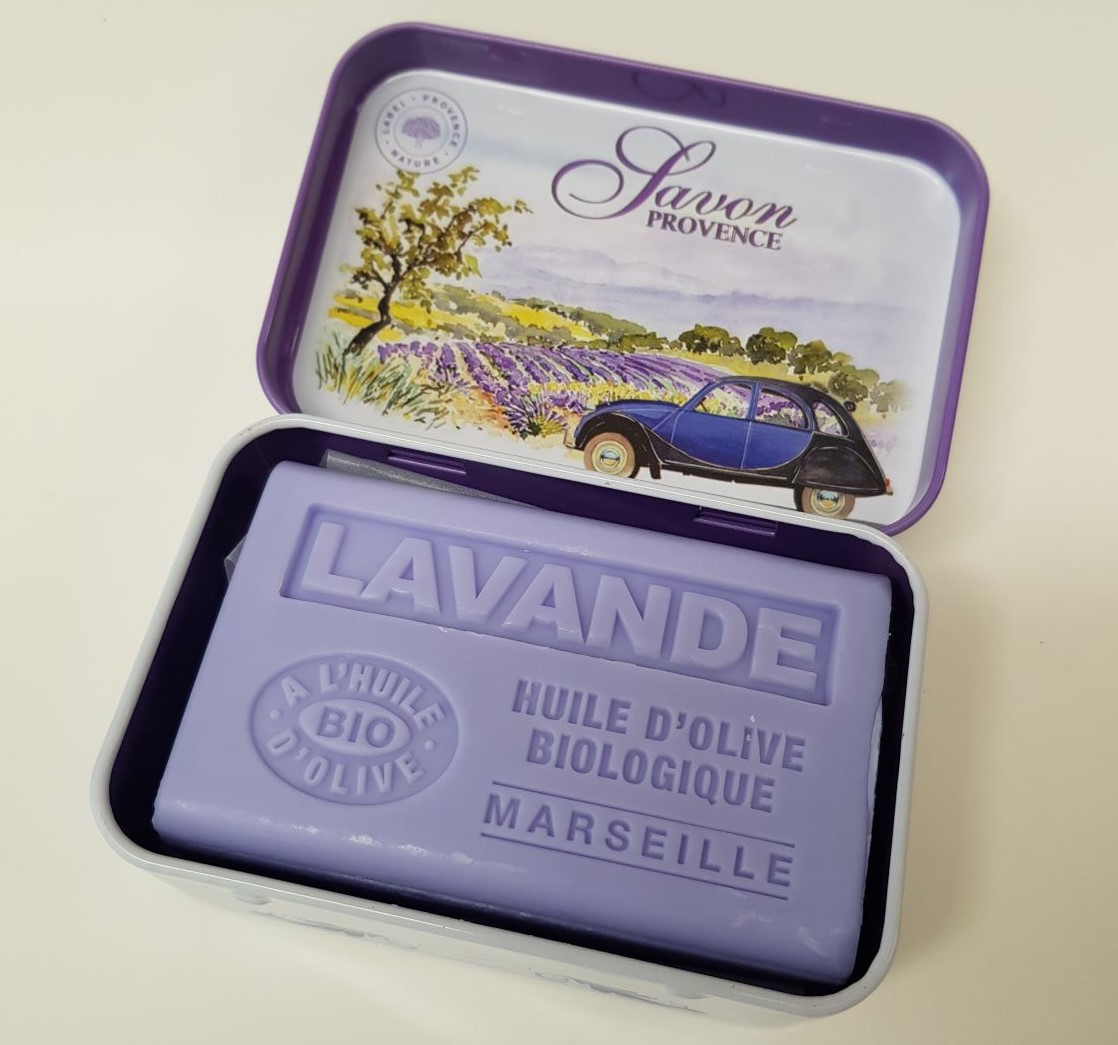 LABEL • PROVENCE • NATURE •
Savon
PROVENCE
LAVANDE
A L'HUILE
BIO
D'OLIVE
HUILE D'OLIVE
BIOLOGIQUE
MARSEILLE